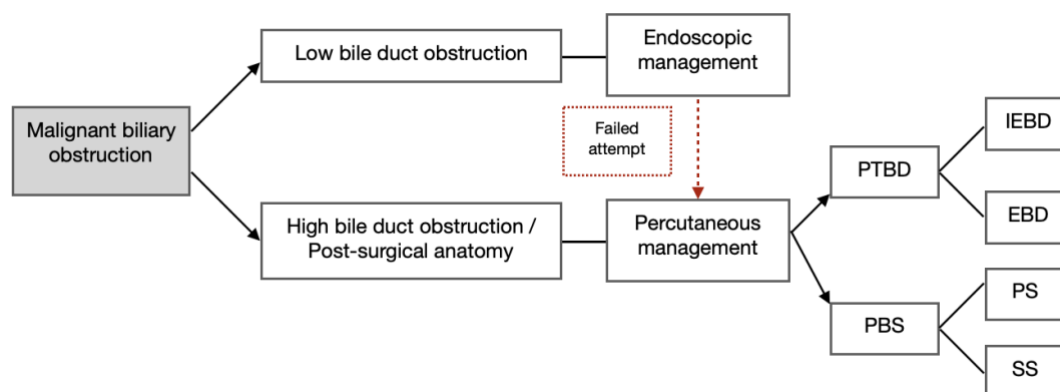 Malignant biliary
obstruction
Low bile duct obstruction
Endoscopic
management
Failed
attempt
High bile duct obstruction /
Post-surgical anatomy
Percutaneous
management
PTBD
PBS
IEBD
EBD
PS
SS